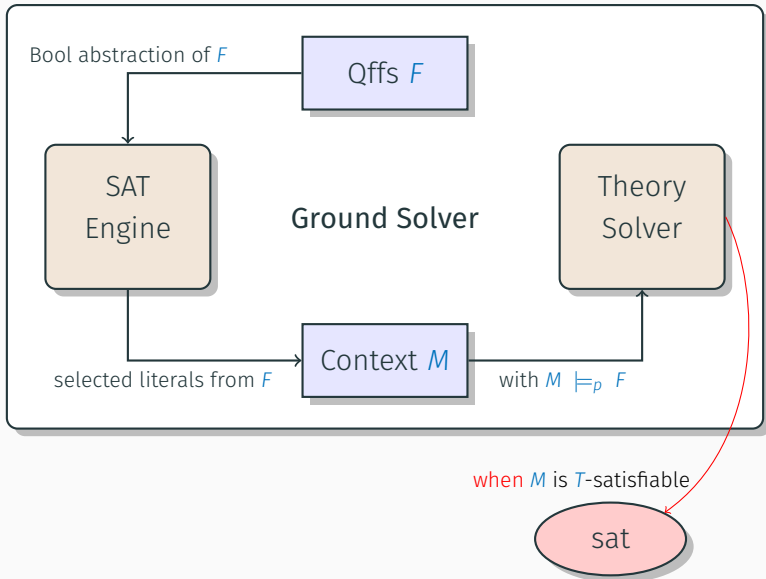 Bool abstraction of F
Qffs F
SAT
Engine
Ground Solver
Theory
Solver
selected literals from F
Context M
with M ⊨ₚ F
when M is T-satisfiable
sat